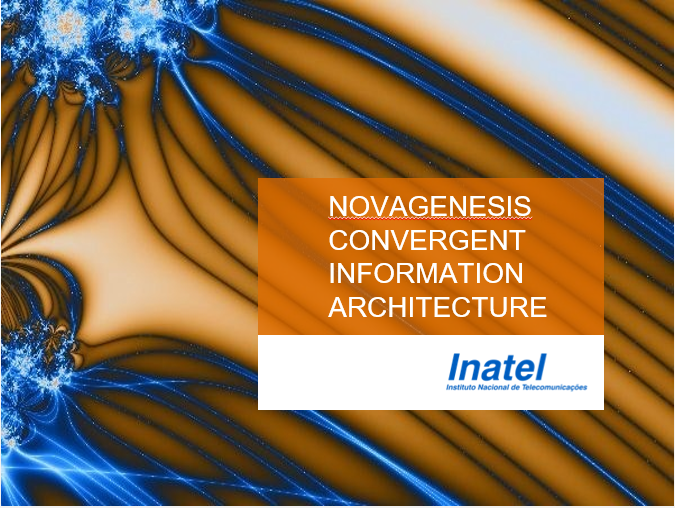 NOVAGENESIS
CONVERGENT
INFORMATION
ARCHITECTURE
Inatel
Instituto Nacional de Telecomunicações